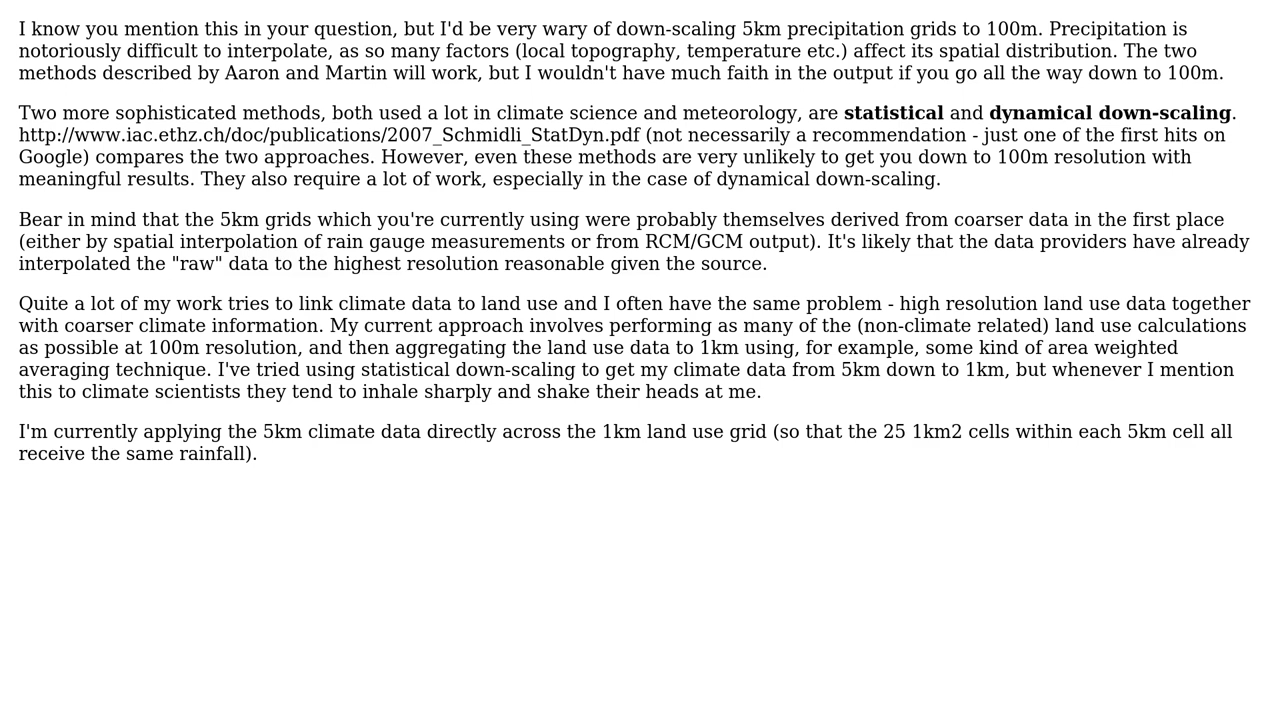 I know you mention this in your question, but I'd be very wary of down-scaling 5km precipitation grids to 100m. Precipitation is
notoriously difficult to interpolate, as so many factors (local topography, temperature etc.) affect its spatial distribution. The two
methods described by Aaron and Martin will work, but I wouldn't have much faith in the output if you go all the way down to 100m.
Two more sophisticated methods, both used a lot in climate science and meteorology, are statistical and dynamical down-scaling.
http://www.iac.ethz.ch/doc/publications/2007_Schmidli_StatDyn.pdf (not necessarily a recommendation - just one of the first hits on
Google) compares the two approaches. However, even these methods are very unlikely to get you down to 100m resolution with
meaningful results. They also require a lot of work, especially in the case of dynamical down-scaling.
Bear in mind that the 5km grids which you're currently using were probably themselves derived from coarser data in the first place
(either by spatial interpolation of rain gauge measurements or from RCM/GCM output). It's likely that the data providers have already
interpolated the "raw" data to the highest resolution reasonable given the source.
Quite a lot of my work tries to link climate data to land use and I often have the same problem - high resolution land use data together
with coarser climate information. My current approach involves performing as many of the (non-climate related) land use calculations
as possible at 100m resolution, and then aggregating the land use data to 1km using, for example, some kind of area weighted
averaging technique. I've tried using statistical down-scaling to get my climate data from 5km down to 1km, but whenever I mention
this to climate scientists they tend to inhale sharply and shake their heads at me.
I'm currently applying the 5km climate data directly across the 1km land use grid (so that the 25 1km2 cells within each 5km cell all
receive the same rainfall).